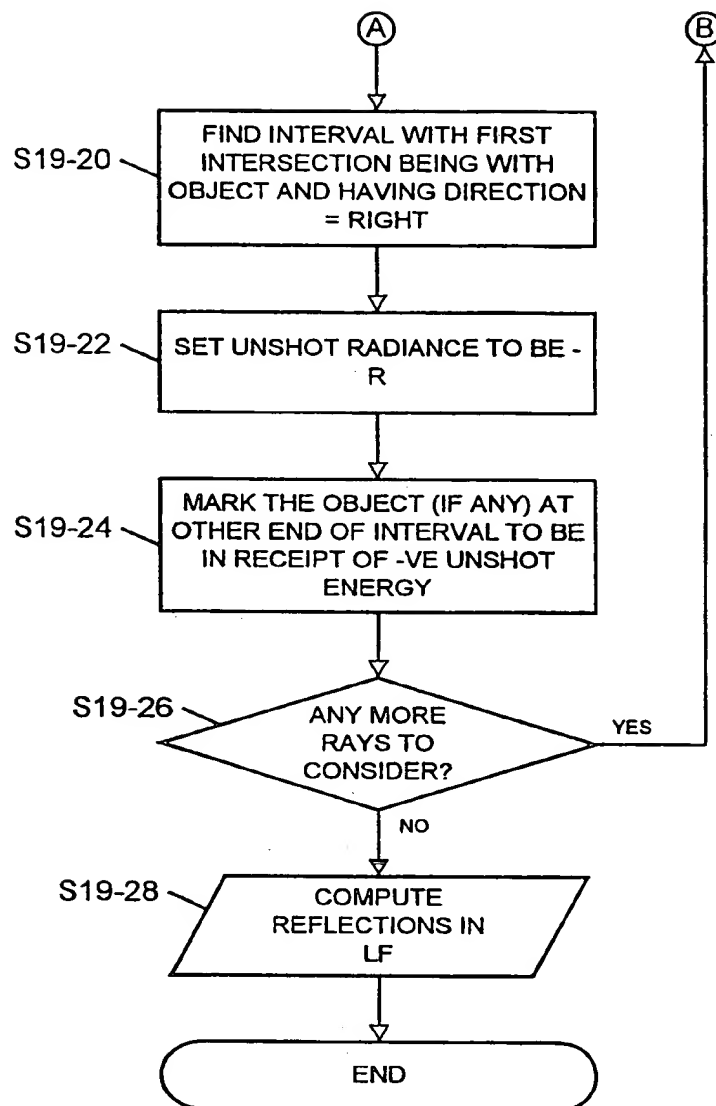 A
B
S19-20
FIND INTERVAL WITH FIRST
INTERSECTION BEING WITH
OBJECT AND HAVING DIRECTION
= RIGHT
S19-22
SET UNSHOT RADIANCE TO BE -
R
S19-24
MARK THE OBJECT (IF ANY) AT
OTHER END OF INTERVAL TO BE
IN RECEIPT OF -VE UNSHOT
ENERGY
S19-26
ANY MORE
RAYS TO
CONSIDER?
YES
NO
S19-28
COMPUTE
REFLECTIONS IN
LF
END